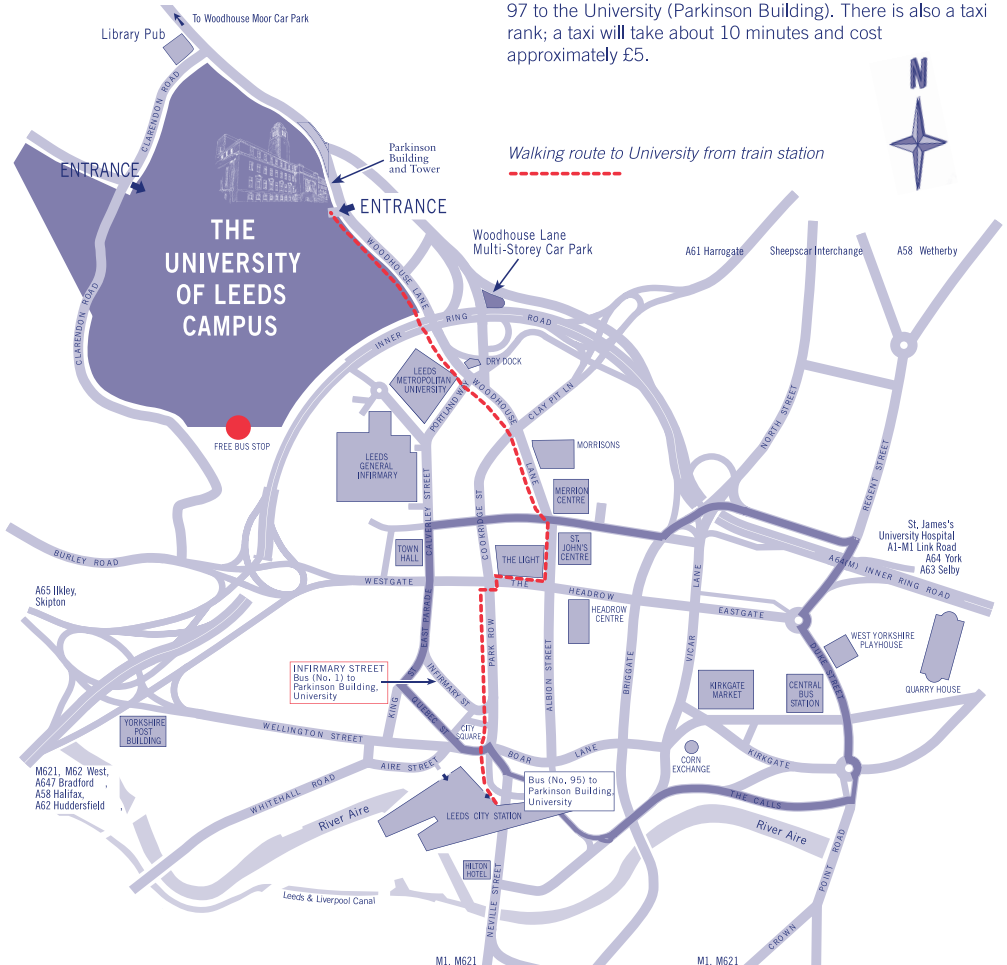 97 to the University (Parkinson Building). There is also a taxi
rank; a taxi will take about 10 minutes and cost
approximately £5.
To Woodhouse Moor Car Park
Library Pub
N
CLARENDON ROAD
Parkinson
Building
and Tower
Walking route to University from train station
ENTRANCE
ENTRANCE
THE
UNIVERSITY
OF LEEDS
CAMPUS
WOODHOUSE LANE
Woodhouse Lane
Multi-Storey Car Park
A61 Harrogate
Sheepscar Interchange
A58 Wetherby
CLARENDON ROAD
INNER
RING
ROAD
DRY DOCK
LEEDS
METROPOLITAN
UNIVERSITY
PORTLAND WAY
WOODHOUSE
LANE
CLAY PIT LN
NORTH STREET
REGENT STREET
FREE BUS STOP
LEEDS
GENERAL
INFIRMARY
MORRISONS
MERRION
CENTRE
CALVERLEY STREET
COOKRIDGE ST
St, James's
University Hospital
A1-M1 Link Road
A64 York
A63 Selby
BURLEY ROAD
TOWN
HALL
THE LIGHT
ST.
JOHN'S
CENTRE
A64(M) INNER RING ROAD
A65 Ilkley,
Skipton
WESTGATE
THE
HEADROW
EASTGATE
HEADROW
CENTRE
EAST PARADE
PARK ROW
ALBION STREET
BRIGGATE
VICAR
LANE
DUKE STREET
WEST YORKSHIRE
PLAYHOUSE
QUARRY HOUSE
INFIRMARY STREET
Bus (No. 1) to
Parkinson Building,
University
INFIRMARY ST
KING
ST
QUEBEC ST
KIRKGATE
MARKET
CENTRAL
BUS
STATION
YORKSHIRE
POST
BUILDING
WELLINGTON STREET
CITY
SQUARE
BOAR
LANE
CORN
EXCHANGE
KIRKGATE
AIRE STREET
M621, M62 West,
A647 Bradford ,
A58 Halifax,
A62 Huddersfield ,
WHITEHALL ROAD
River Aire
LEEDS CITY STATION
Bus (No, 95) to
Parkinson Building,
University
THE CALLS
River Aire
HILTON
HOTEL
NEVILLE STREET
Leeds & Liverpool Canal
CROWN
POINT
ROAD
M1, M621
M1, M621